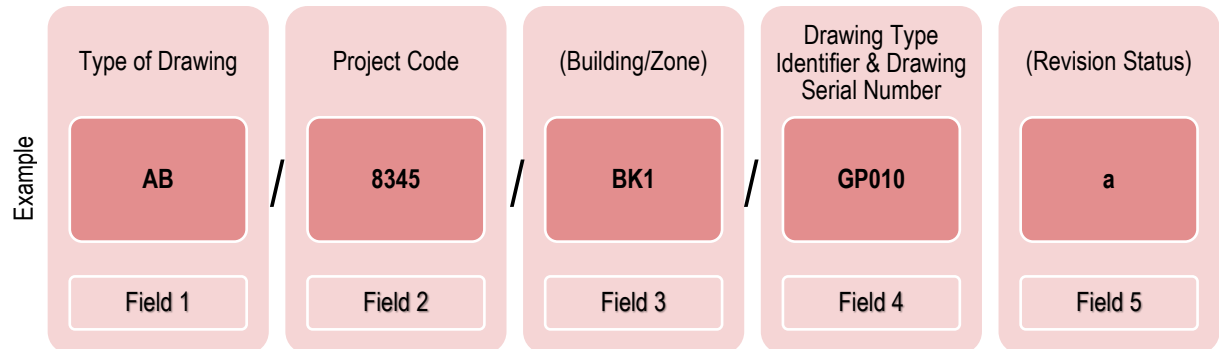 Example
Type of Drawing
AB
Field 1
/
Project Code
8345
Field 2
/
(Building/Zone)
BK1
Field 3
/
Drawing Type
Identifier & Drawing
Serial Number
GP010
Field 4
(Revision Status)
a
Field 5